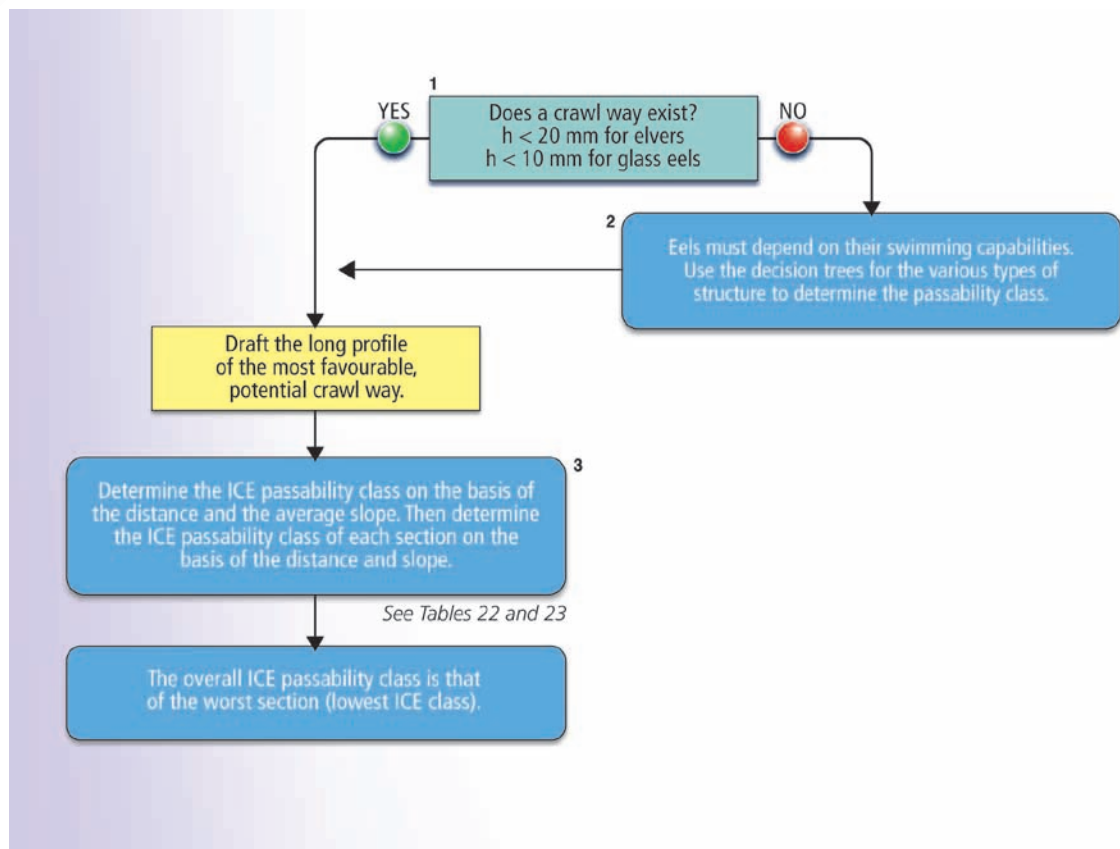 1
YES
Does a crawl way exist?
h < 20 mm for elvers
h < 10 mm for glass eels
NO
2
Eels must depend on their swimming capabilities.
Use the decision trees for the various types of
structure to determine the passability class.
Draft the long profile
of the most favourable,
potential crawl way.
3
Determine the ICE passability class on the basis of
the distance and the average slope. Then determine
the ICE passability class of each section on the
basis of the distance and slope.
See Tables 22 and 23
The overall ICE passability class is that
of the worst section (lowest ICE class).